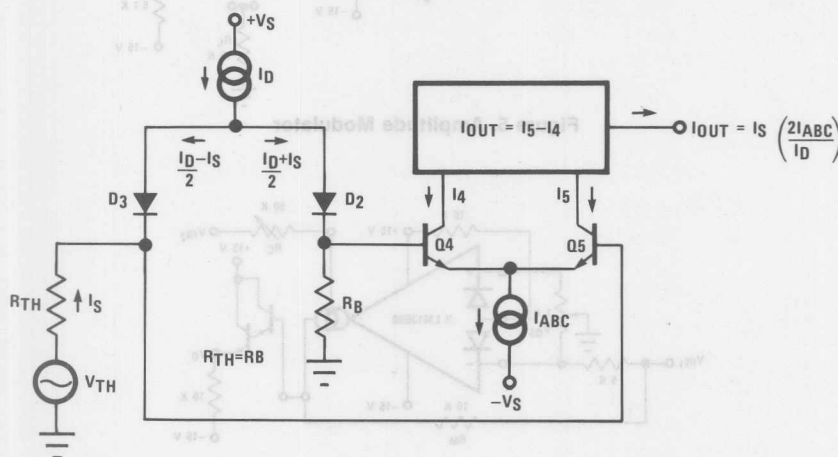 +VS
ID
ID/2 − IS
ID/2 + IS
D3
D2
IOUT = I5−I4
IOUT = IS (2IABC/ID)
I4
I5
Q4
Q5
RTH
IS
RB
IABC
RTH=RB
VTH
−VS
Figure 5. Amplitude Modulator